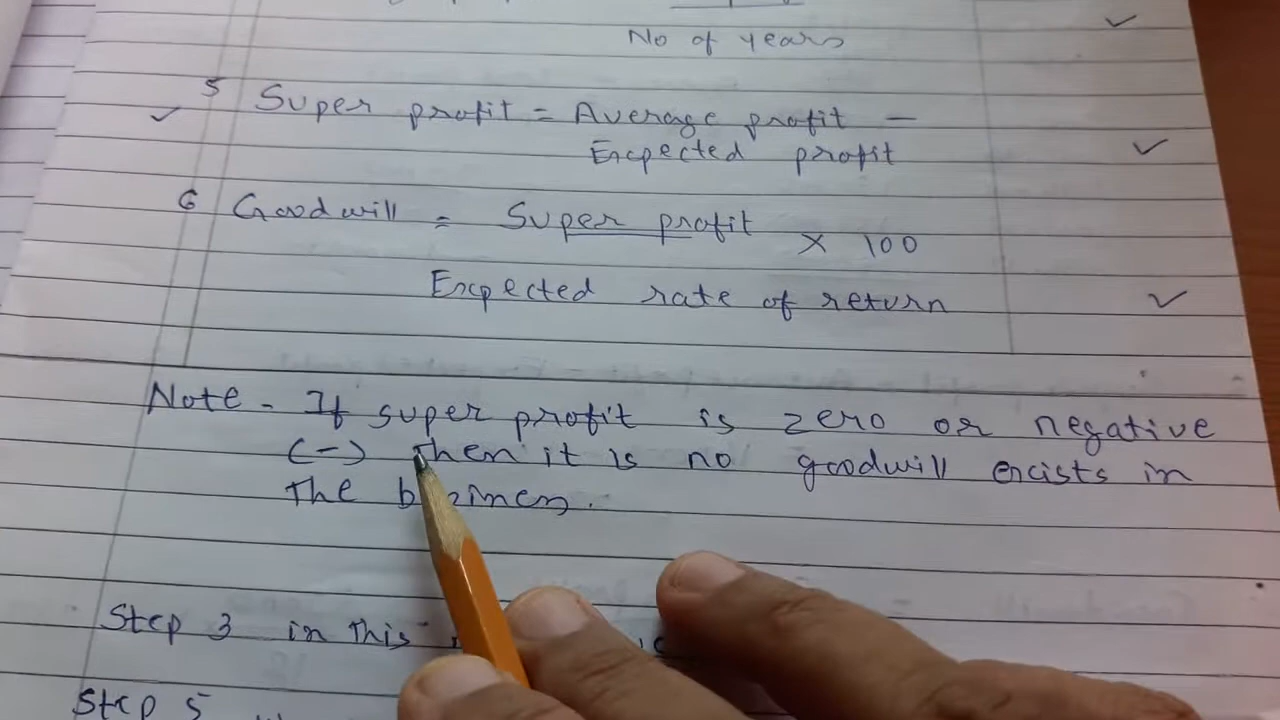 No of years
5 Super profit = Average profit -
Expected profit
6 Goodwill = Super profit × 100
Expected rate of return
Note - If super profit is zero or negative
(-) then it is no goodwill exists in
the business.
Step 3 in this
Step 5